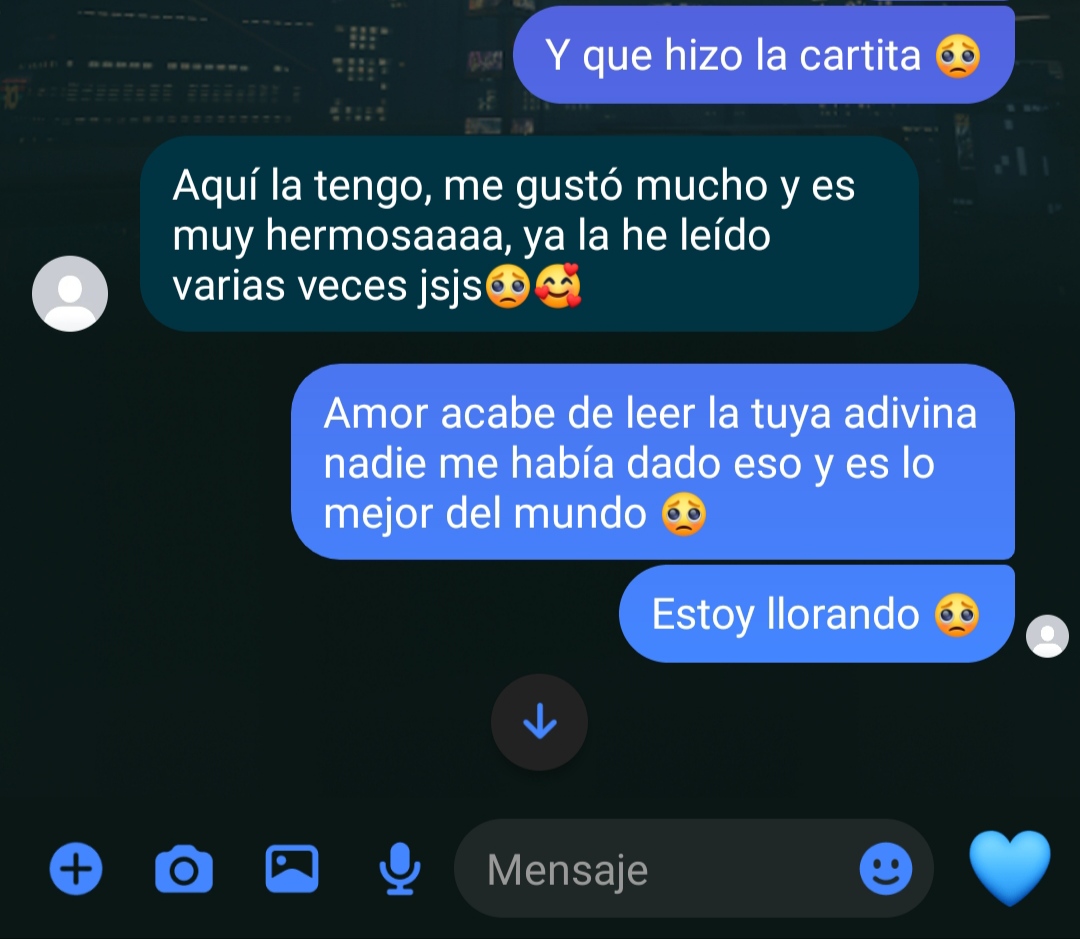 Y que hizo la cartita 🥺
Aquí la tengo, me gustó mucho y es
muy hermosaaaa, ya la he leído
varias veces jsjs🥺🥰
Amor acabe de leer la tuya adivina
nadie me había dado eso y es lo
mejor del mundo 🥺
Estoy llorando 🥺
Mensaje